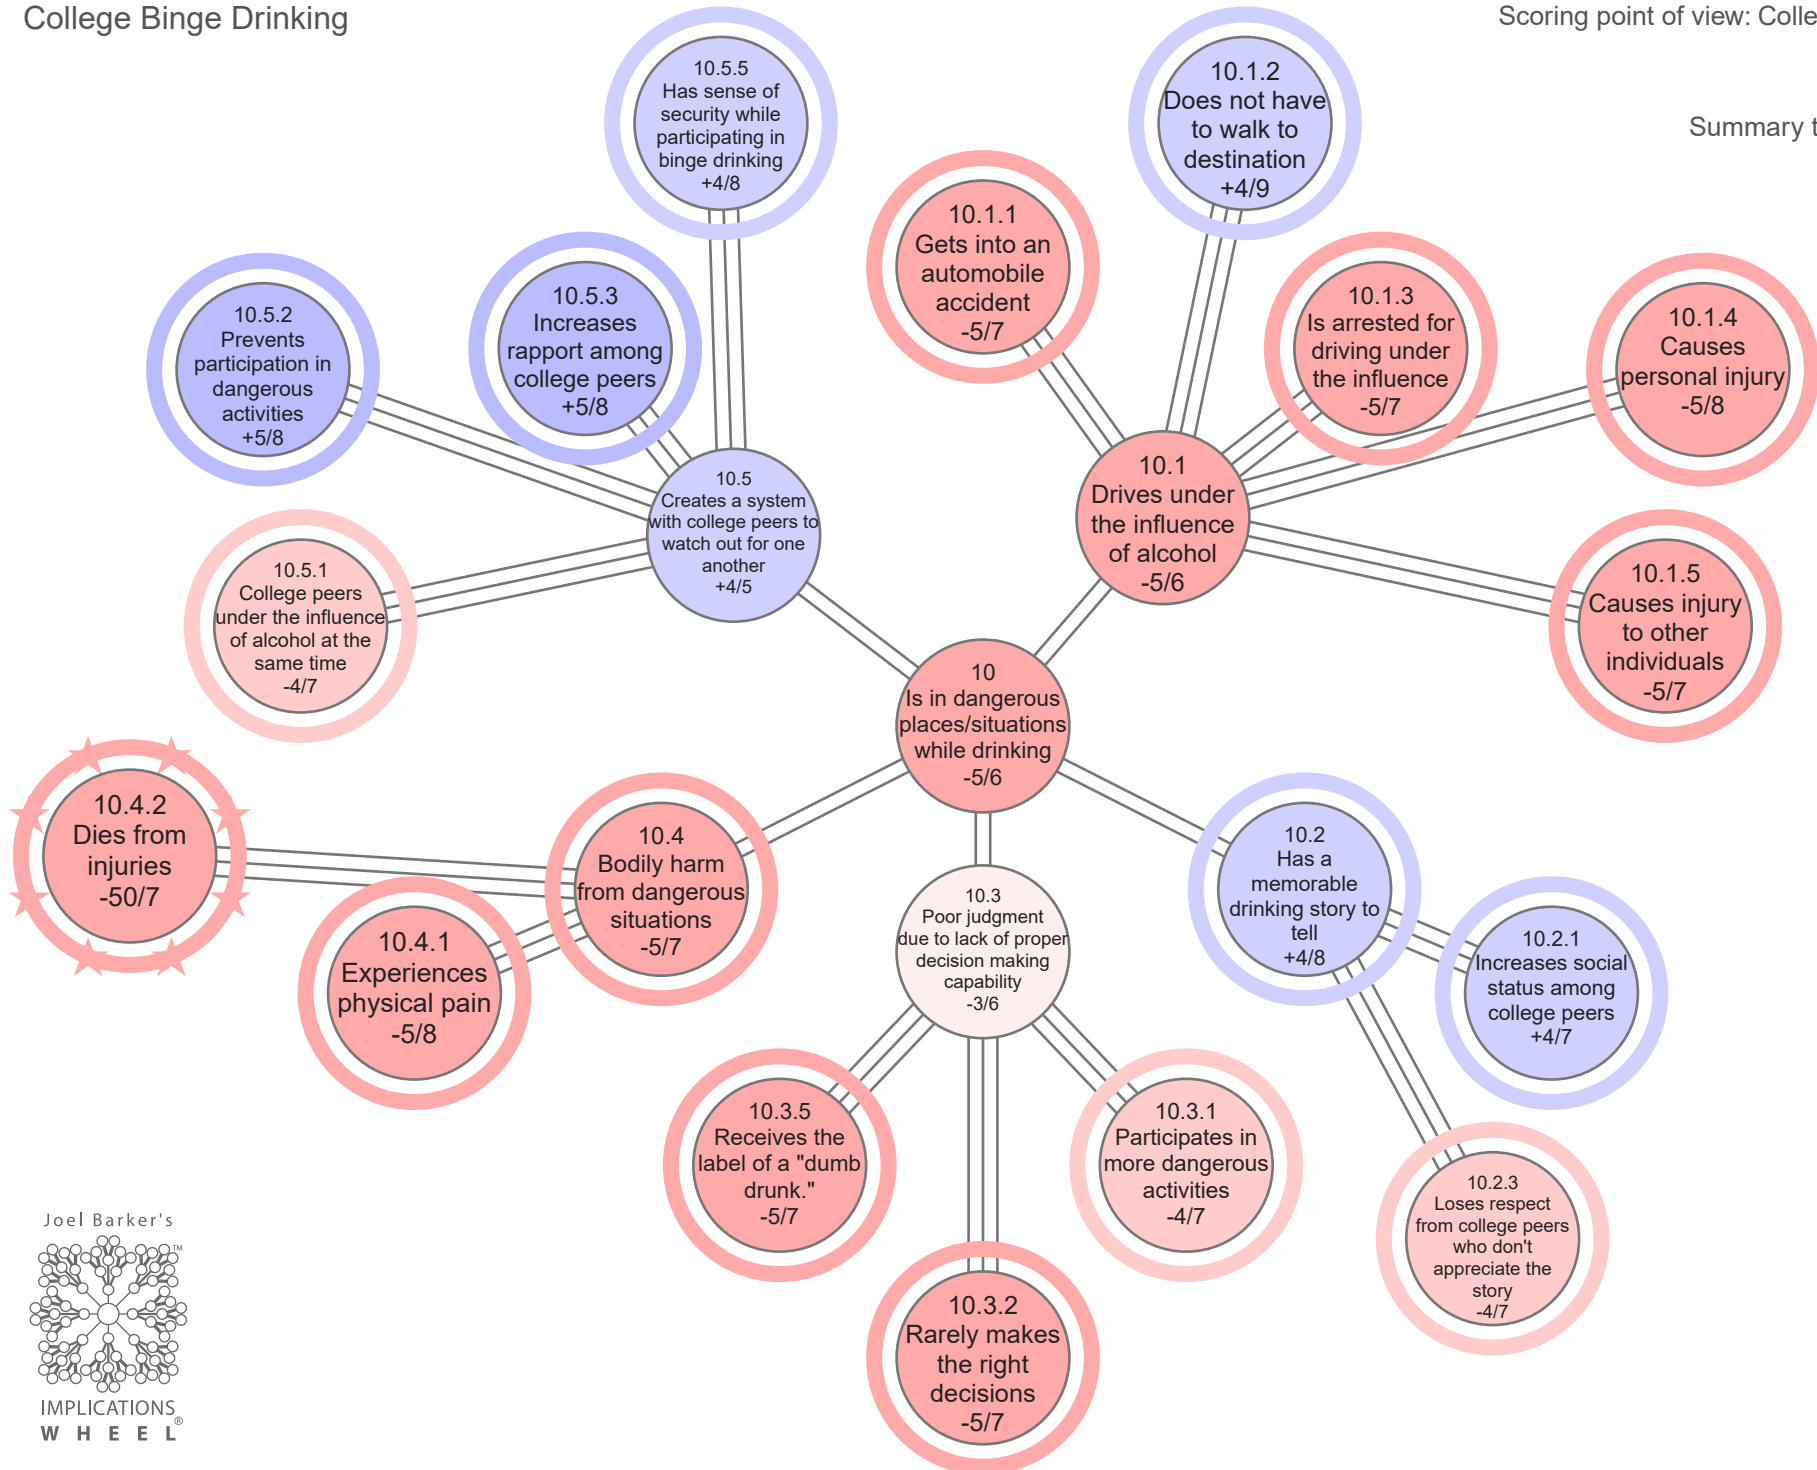 College Binge Drinking
Scoring point of view: Colle
Summary t
10.5.5
Has sense of
security while
participating in
binge drinking
+4/8
10.1.2
Does not have
to walk to
destination
+4/9
10.1.1
Gets into an
automobile
accident
-5/7
10.5.2
Prevents
participation in
dangerous
activities
+5/8
10.5.3
Increases
rapport among
college peers
+5/8
10.1.3
Is arrested for
driving under
the influence
-5/7
10.1.4
Causes
personal injury
-5/8
10.5
Creates a system
with college peers to
watch out for one
another
+4/5
10.1
Drives under
the influence
of alcohol
-5/6
10.5.1
College peers
under the influence
of alcohol at the
same time
-4/7
10.1.5
Causes injury
to other
individuals
-5/7
10
Is in dangerous
places/situations
while drinking
-5/6
10.4.2
Dies from
injuries
-50/7
10.4
Bodily harm
from dangerous
situations
-5/7
10.2
Has a
memorable
drinking story to
tell
+4/8
10.4.1
Experiences
physical pain
-5/8
10.3
Poor judgment
due to lack of proper
decision making
capability
-3/6
10.2.1
Increases social
status among
college peers
+4/7
10.3.5
Receives the
label of a "dumb
drunk."
-5/7
10.3.1
Participates in
more dangerous
activities
-4/7
10.2.3
Loses respect
from college peers
who don't
appreciate the
story
-4/7
10.3.2
Rarely makes
the right
decisions
-5/7
Joel Barker's
™
IMPLICATIONS
WHEEL®